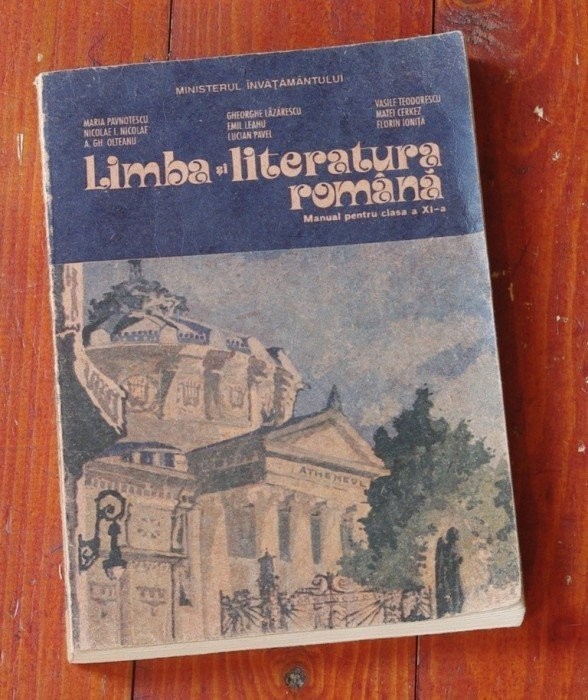 MINISTERUL ÎNVĂȚĂMÂNTULUI
MARIA PAVNOTESCU
NICOLAE I. NICOLAE
A. GH. OLTEANU
GHEORGHE LĂZĂRESCU
EMIL LEAHU
LUCIAN PAVEL
VASILE TEODORESCU
MATEI CERKEZ
FLORIN IONIȚĂ
Limba și literatura
română
Manual pentru clasa a XI-a
ATHENEUL